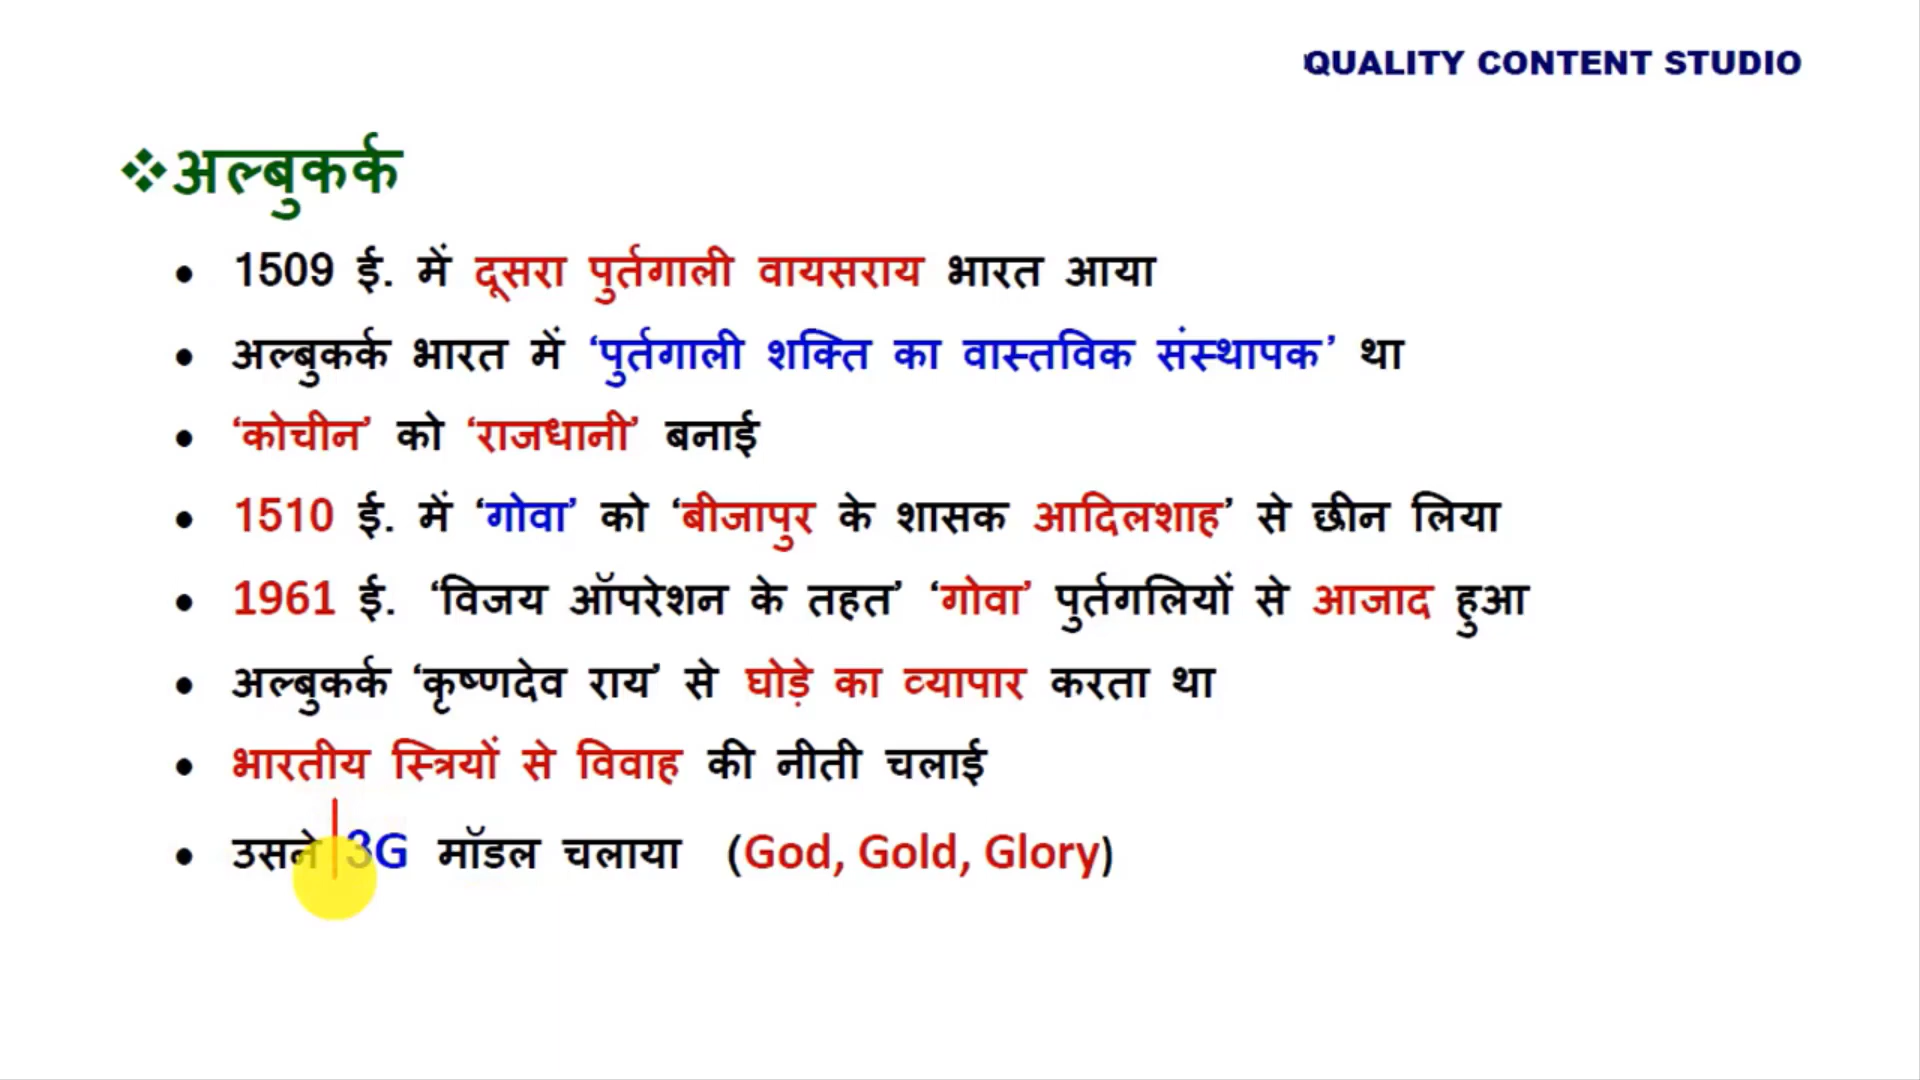 QUALITY CONTENT STUDIO
अल्बुकर्क
1509 ई. में दूसरा पुर्तगाली वायसराय भारत आया
अल्बुकर्क भारत में ‘पुर्तगाली शक्ति का वास्तविक संस्थापक’ था
‘कोचीन’ को ‘राजधानी’ बनाई
1510 ई. में ‘गोवा’ को ‘बीजापुर के शासक आदिलशाह’ से छीन लिया
1961 ई. ‘विजय ऑपरेशन के तहत’ ‘गोवा’ पुर्तगलियों से आजाद हुआ
अल्बुकर्क ‘कृष्णदेव राय’ से घोड़े का व्यापार करता था
भारतीय स्त्रियों से विवाह की नीती चलाई
उसने 3G मॉडल चलाया (God, Gold, Glory)